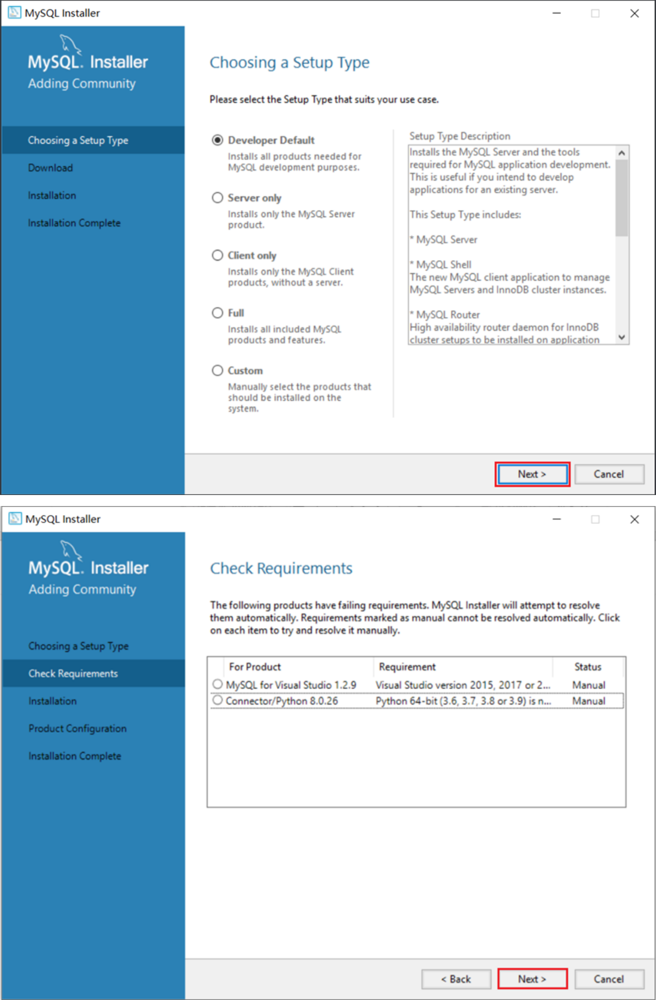 MySQL Installer
MySQL. Installer
Adding Community
Choosing a Setup Type
Download
Installation
Installation Complete
Choosing a Setup Type
Please select the Setup Type that suits your use case.
Developer Default
Installs all products needed for
MySQL development purposes.
Server only
Installs only the MySQL Server
product.
Client only
Installs only the MySQL Client
products, without a server.
Full
Installs all included MySQL
products and features.
Custom
Manually select the products that
should be installed on the
system.
Setup Type Description
Installs the MySQL Server and the tools
required for MySQL application development.
This is useful if you intend to develop
applications for an existing server.
This Setup Type includes:
* MySQL Server
* MySQL Shell
The new MySQL client application to manage
MySQL Servers and InnoDB cluster instances.
* MySQL Router
High availability router daemon for InnoDB
cluster setups to be installed on application
Next >
Cancel
MySQL Installer
MySQL. Installer
Adding Community
Choosing a Setup Type
Check Requirements
Installation
Product Configuration
Installation Complete
Check Requirements
The following products have failing requirements. MySQL Installer will attempt to resolve
them automatically. Requirements marked as manual cannot be resolved automatically. Click
on each item to try and resolve it manually.
For Product Requirement Status
MySQL for Visual Studio 1.2.9 Visual Studio version 2015, 2017 or 2... Manual
Connector/Python 8.0.26 Python 64-bit (3.6, 3.7, 3.8 or 3.9) is n... Manual
< Back
Next >
Cancel